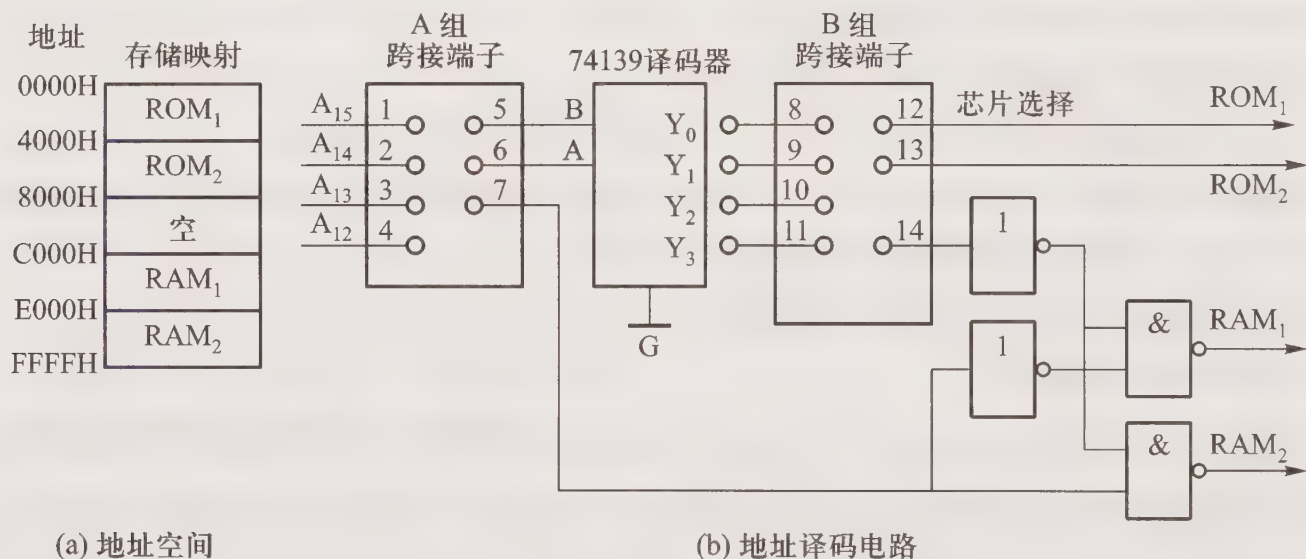 地址
存储映射
0000H
ROM₁
4000H
ROM₂
8000H
空
C000H
RAM₁
E000H
RAM₂
FFFFH
(a) 地址空间
A 组
跨接端子
A₁₅ 1 5 B
A₁₄ 2 6 A
A₁₃ 3 7
A₁₂ 4
74139译码器
Y₀
Y₁
Y₂
Y₃
G
B 组
跨接端子
8 12
9 13
10
11 14
芯片选择
ROM₁
ROM₂
1
1
&
RAM₁
&
RAM₂
(b) 地址译码电路